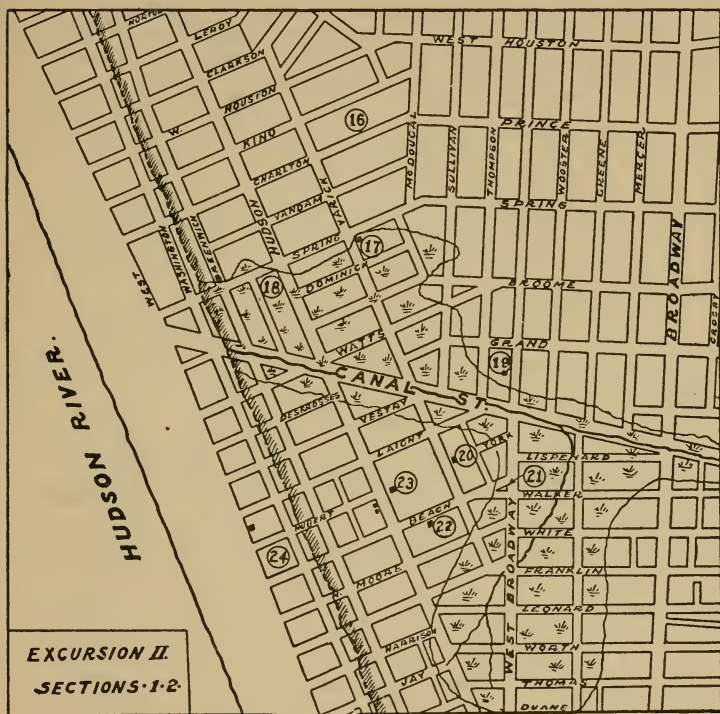 HORTON
LEROY
CLARKSON
W. HOUSTON
KING
CHARLTON
VANDAM
SPRING
DOMINICK
WATTS
BROOME
GRAND
WEST HOUSTON
PRINCE
SPRING
McDOUGAL
SULLIVAN
THOMPSON
WOOSTER
GREENE
MERCER
BROADWAY
CROSBY
WEST
WASHINGTON
GREENWICH
HUDSON
VARICK
16
17
18
19
HUDSON RIVER.
CANAL ST.
DESBROSSES
VESTRY
LAIGHT
YORK
LISPENARD
20
21
WALKER
23
BEACH
22
WHITE
HUBERT
24
MOORE
FRANKLIN
WEST BROADWAY
LEONARD
HARRISON
WORTH
JAY
THOMAS
DUANE
EXCURSION II.
SECTIONS·1·2·